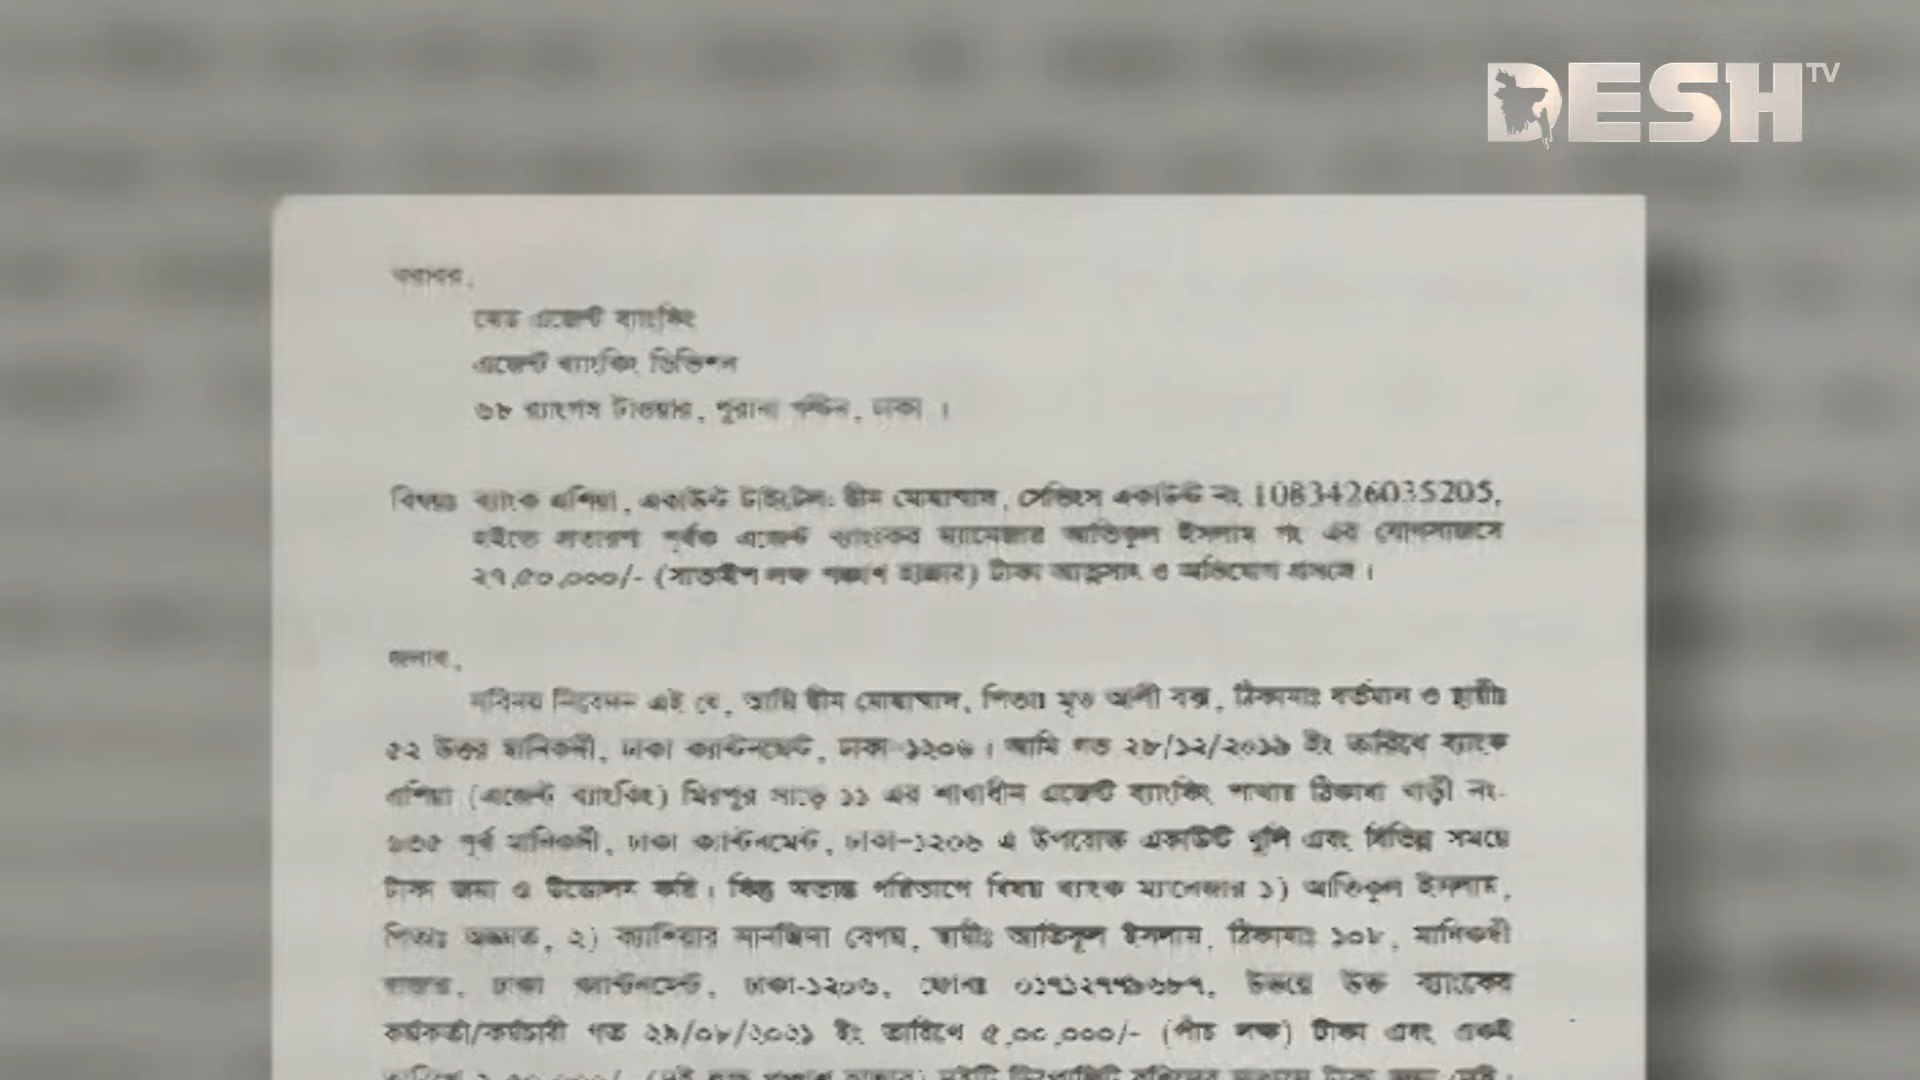 DESH TV
বরাবর,
হেড এজেন্ট ব্যাংকিং
এজেন্ট ব্যাংকিং ডিভিশন
৬৮ র‍্যাংগস টাওয়ার, পুরানা পল্টন, ঢাকা ।
বিষয়ঃ ব্যাংক এশিয়া, একাউন্ট টাইটেল: দ্বীন মোহাম্মদ, সেভিংস একাউন্ট নং 1083426035205,
হইতে প্রতারণা পূর্বক এজেন্ট ব্যাংকের ম্যানেজার আতিকুল ইসলাম গং এর যোগসাজসে
২৭,৫০,০০০/- (সাতাইশ লক্ষ পঞ্চাশ হাজার) টাকা আত্মসাৎ ও অভিযোগ প্রসঙ্গে ।
জনাব,
সবিনয় নিবেদন এই যে, আমি দ্বীন মোহাম্মদ, পিতাঃ মৃত আলী বক্স, ঠিকানাঃ বর্তমান ও স্থায়ীঃ
৫২ উত্তর মানিকদী, ঢাকা ক্যান্টনমেন্ট, ঢাকা-১২০৬ । আমি গত ২৮/১২/২০১৯ ইং তারিখে ব্যাংক
এশিয়া (এজেন্ট ব্যাংকিং) মিরপুর সাড়ে ১১ এর শাখাধীন এজেন্ট ব্যাংকিং শাখায় ঠিকানা বাড়ী নং-
পূর্ব মানিকদী, ঢাকা ক্যান্টনমেন্ট, ঢাকা-১২০৬ এ উপরোক্ত একাউন্টটি খুলি এবং বিভিন্ন সময়ে
টাকা জমা ও উত্তোলন করি । কিন্তু অত্যন্ত পরিতাপে বিষয় ব্যাংক ম্যানেজার ১) আতিকুল ইসলাম,
পিতাঃ অজ্ঞাত, ২) ক্যাশিয়ার বেগম, স্বামীঃ আতিকুল ইসলাম, ঠিকানাঃ ১০৮, মানিকদী
বাজার, ঢাকা ক্যান্টনমেন্ট, ঢাকা-১২০৬, ফোনঃ উভয়ে উক্ত ব্যাংকের
কর্মকর্তা/কর্মচারী গত ২৯/০৮/২০২১ ইং তারিখে ৫,০০,০০০/- (পাঁচ লক্ষ) টাকা এবং একই